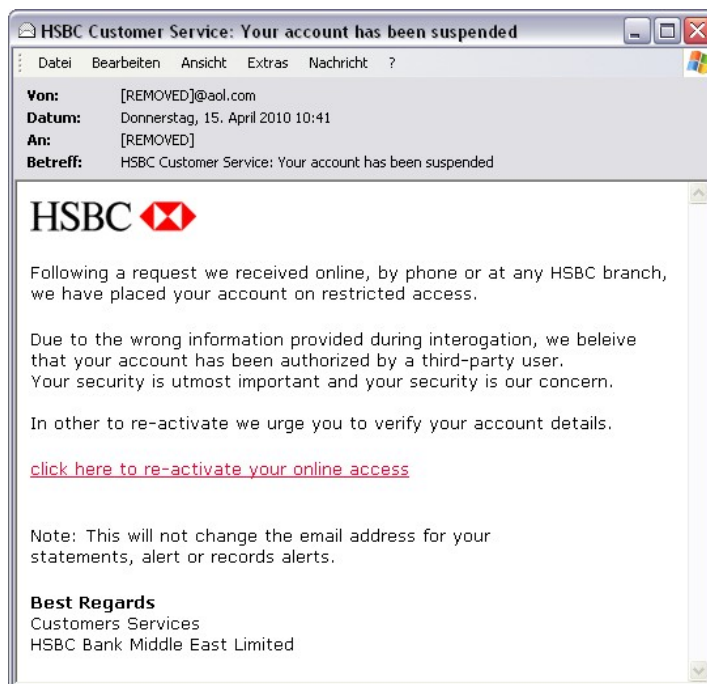 HSBC Customer Service: Your account has been suspended
Datei Bearbeiten Ansicht Extras Nachricht ?
Von: [REMOVED]@aol.com
Datum: Donnerstag, 15. April 2010 10:41
An: [REMOVED]
Betreff: HSBC Customer Service: Your account has been suspended
HSBC
Following a request we received online, by phone or at any HSBC branch,
we have placed your account on restricted access.
Due to the wrong information provided during interogation, we beleive
that your account has been authorized by a third-party user.
Your security is utmost important and your security is our concern.
In other to re-activate we urge you to verify your account details.
click here to re-activate your online access
Note: This will not change the email address for your
statements, alert or records alerts.
Best Regards
Customers Services
HSBC Bank Middle East Limited